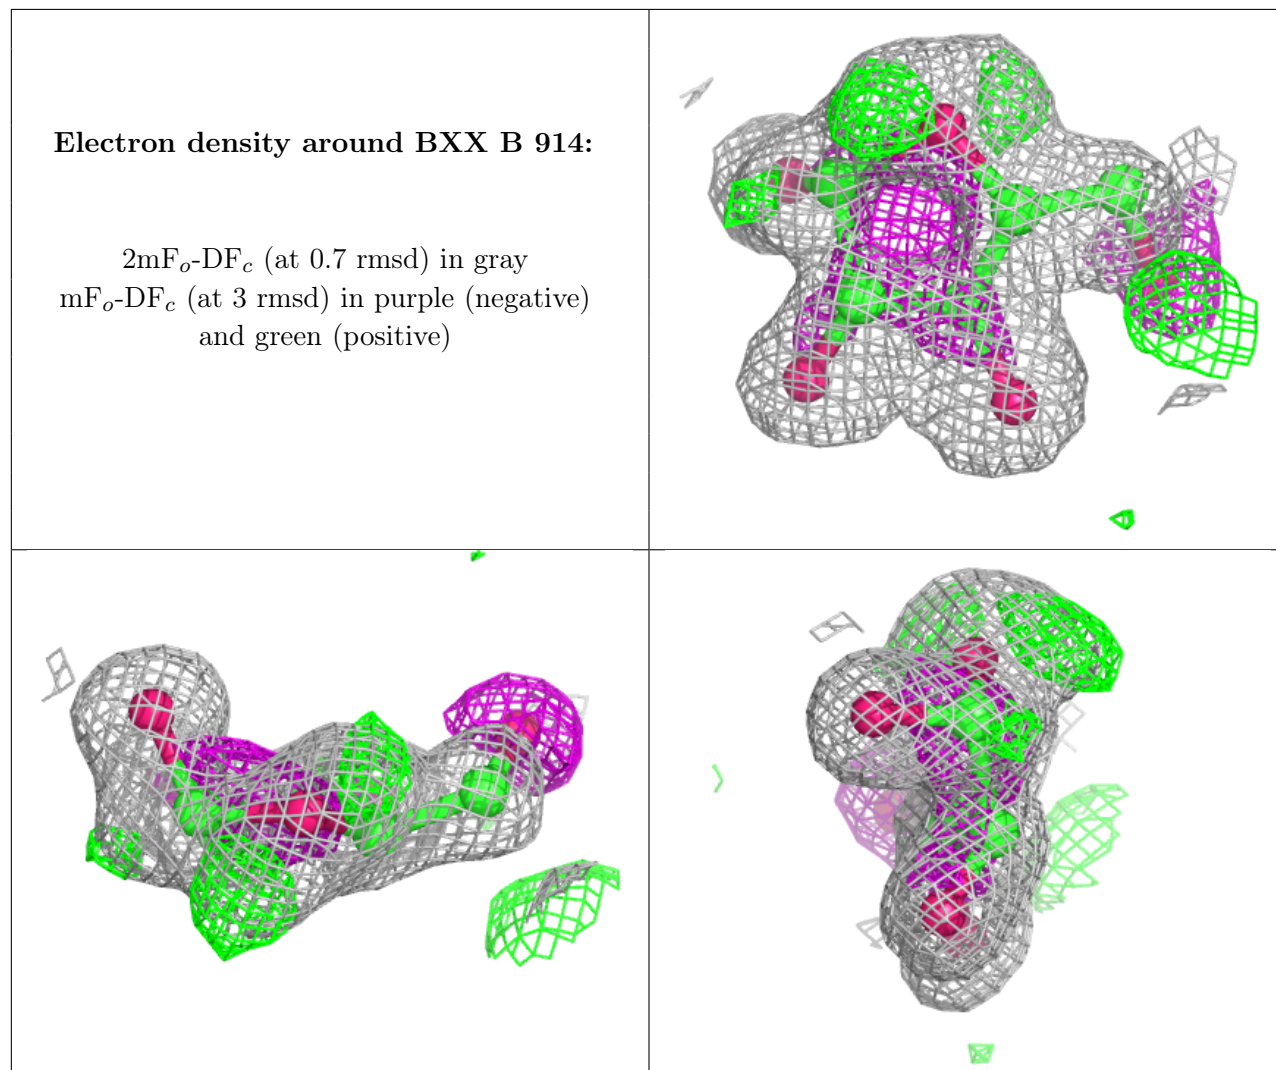 Electron density around BXX B 914:
2mFo-DFc (at 0.7 rmsd) in gray
mFo-DFc (at 3 rmsd) in purple (negative)
and green (positive)